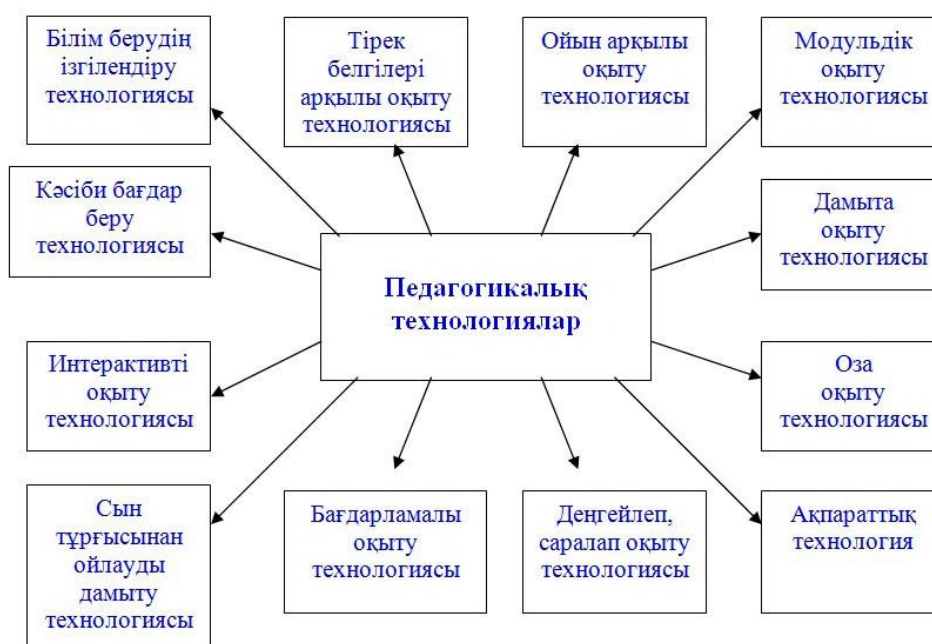 Білім берудің
ізгілендіру
технологиясы
Тірек
белгілері
арқылы оқыту
технологиясы
Ойын арқылы
оқыту
технологиясы
Модульдік
оқыту
технологиясы
Кәсіби бағдар
беру
технологиясы
Педагогикалық
технологиялар
Дамыта
оқыту
технологиясы
Интерактивті
оқыту
технологиясы
Оза
оқыту
технологиясы
Сын
тұрғысынан
ойлауды
дамыту
технологиясы
Бағдарламалы
оқыту
технологиясы
Деңгейлеп,
саралап оқыту
технологиясы
Ақпараттық
технология